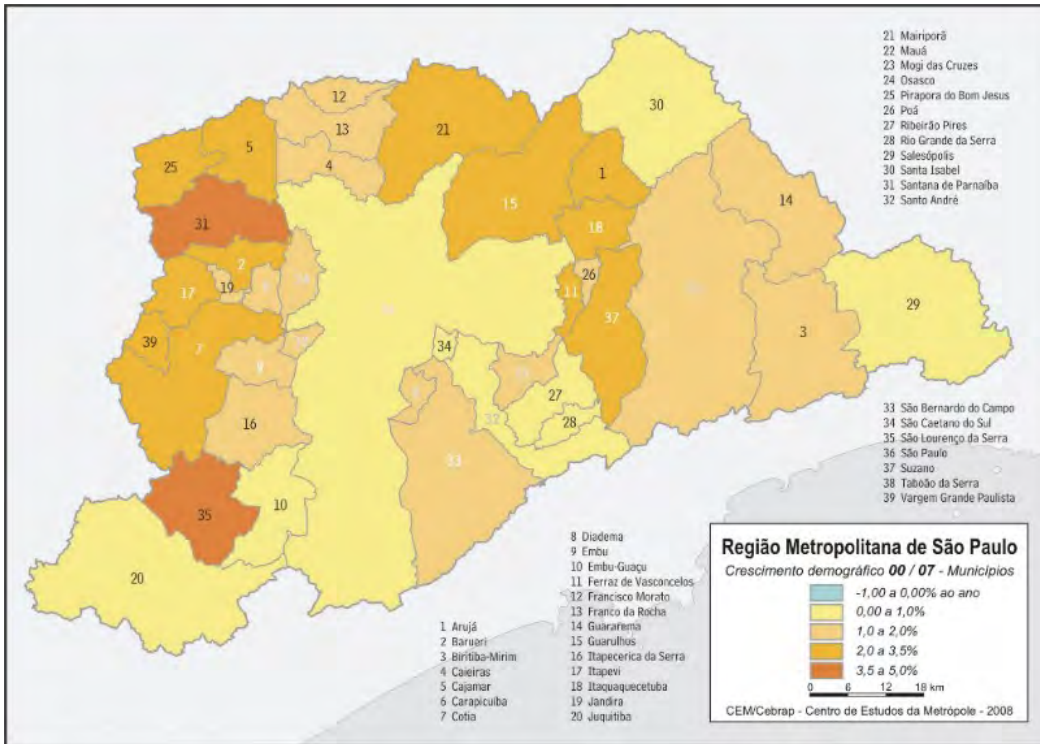 21 Mairiporã
22 Mauá
23 Mogi das Cruzes
24 Osasco
25 Pirapora do Bom Jesus
26 Poá
27 Ribeirão Pires
28 Rio Grande da Serra
29 Salesópolis
30 Santa Isabel
31 Santana de Parnaíba
32 Santo André
12
30
13
21
5
4
25
1
15
14
31
18
2
26
19
11
17
37
3
29
39
34
7
27
16
28
32
33
35
10
20
33 São Bernardo do Campo
34 São Caetano do Sul
35 São Lourenço da Serra
36 São Paulo
37 Suzano
38 Taboão da Serra
39 Vargem Grande Paulista
8 Diadema
9 Embu
10 Embu-Guaçu
11 Ferraz de Vasconcelos
12 Francisco Morato
13 Franco da Rocha
14 Guararema
15 Guarulhos
16 Itapecerica da Serra
17 Itapevi
18 Itaquaquecetuba
19 Jandira
20 Juquitiba
1 Arujá
2 Barueri
3 Biritiba-Mirim
4 Caieiras
5 Cajamar
6 Carapicuíba
7 Cotia
Região Metropolitana de São Paulo
Crescimento demográfico 00 / 07 - Municípios
-1,00 a 0,00% ao ano
0,00 a 1,0%
1,0 a 2,0%
2,0 a 3,5%
3,5 a 5,0%
0 6 12 18 km
CEM/Cebrap - Centro de Estudos da Metrópole - 2008